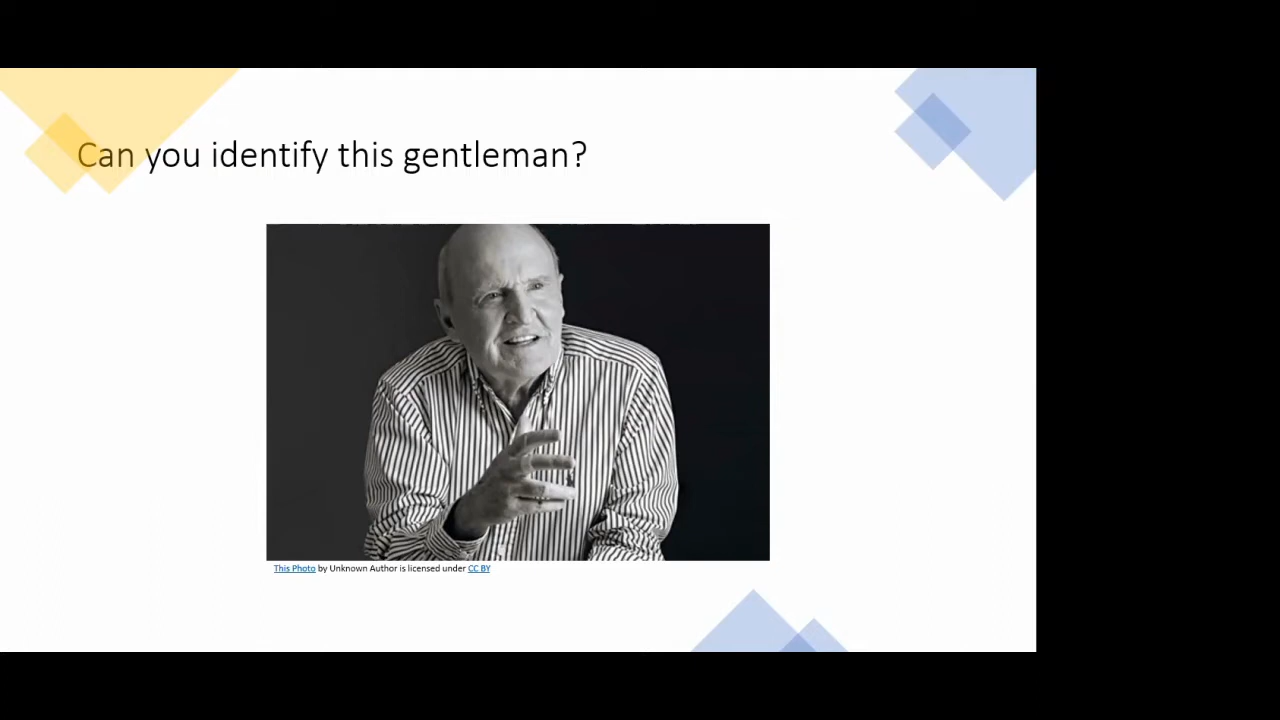 Can you identify this gentleman?
This Photo by Unknown Author is licensed under CC BY